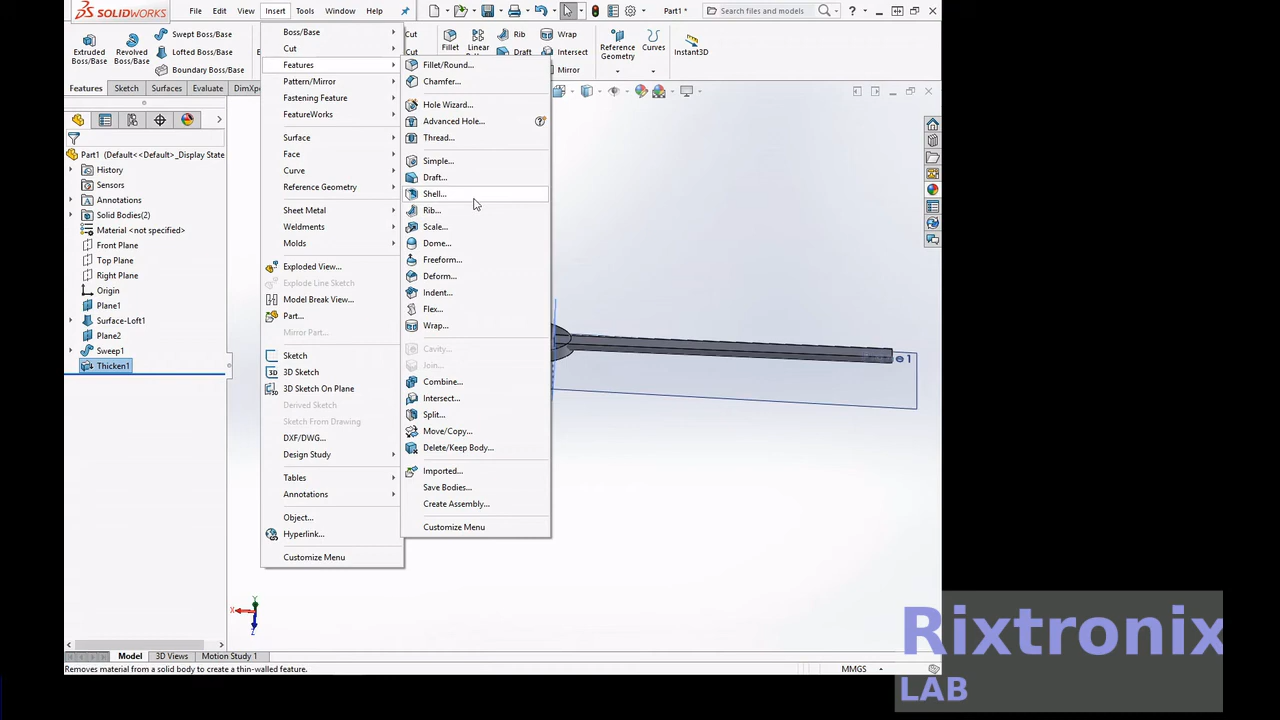 SOLIDWORKS
File Edit View Insert Tools Window Help
Part1 *
Search files and models
Extruded Boss/Base
Revolved Boss/Base
Swept Boss/Base
Lofted Boss/Base
Boundary Boss/Base
Cut
Cut
Fillet
Linear
Rib
Draft
Wrap
Intersect
Mirror
Reference Geometry
Curves
Instant3D
Features Sketch Surfaces Evaluate DimXp
Part1 (Default<<Default>_Display State
History
Sensors
Annotations
Solid Bodies(2)
Material <not specified>
Front Plane
Top Plane
Right Plane
Origin
Plane1
Surface-Loft1
Plane2
Sweep1
Thicken1
Boss/Base
Cut
Features
Pattern/Mirror
Fastening Feature
FeatureWorks
Surface
Face
Curve
Reference Geometry
Sheet Metal
Weldments
Molds
Exploded View...
Explode Line Sketch
Model Break View...
Part...
Mirror Part...
Sketch
3D Sketch
3D Sketch On Plane
Derived Sketch
Sketch From Drawing
DXF/DWG...
Design Study
Tables
Annotations
Object...
Hyperlink...
Customize Menu
Fillet/Round...
Chamfer...
Hole Wizard...
Advanced Hole...
Thread...
Simple...
Draft...
Shell...
Rib...
Scale...
Dome...
Freeform...
Deform...
Indent...
Flex...
Wrap...
Cavity...
Join...
Combine...
Intersect...
Split...
Move/Copy...
Delete/Keep Body...
Imported...
Save Bodies...
Create Assembly...
Customize Menu
X
Y
Z
Model 3D Views Motion Study 1
Removes material from a solid body to create a thin-walled feature.
MMGS
Rixtronix
LAB